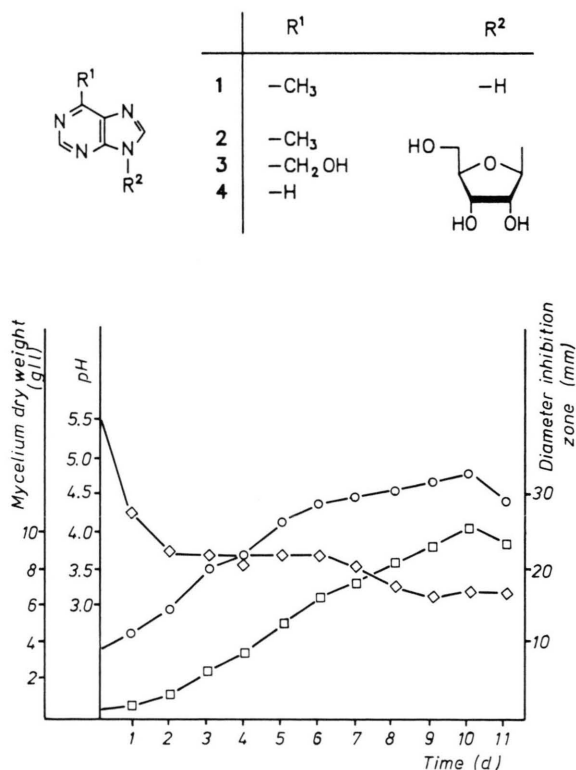 R¹ R²
R¹ 1 –CH₃ –H
N N
N N 2 –CH₃ HO O
3 –CH₂OH
R² 4 –H
HO OH
Mycelium dry weight (g/l)
pH
Diameter inhibition zone (mm)
5.5
5.0
4.5 30
10 4.0
8 3.5 20
6 3.0
4 10
2
1 2 3 4 5 6 7 8 9 10 11
Time (d)